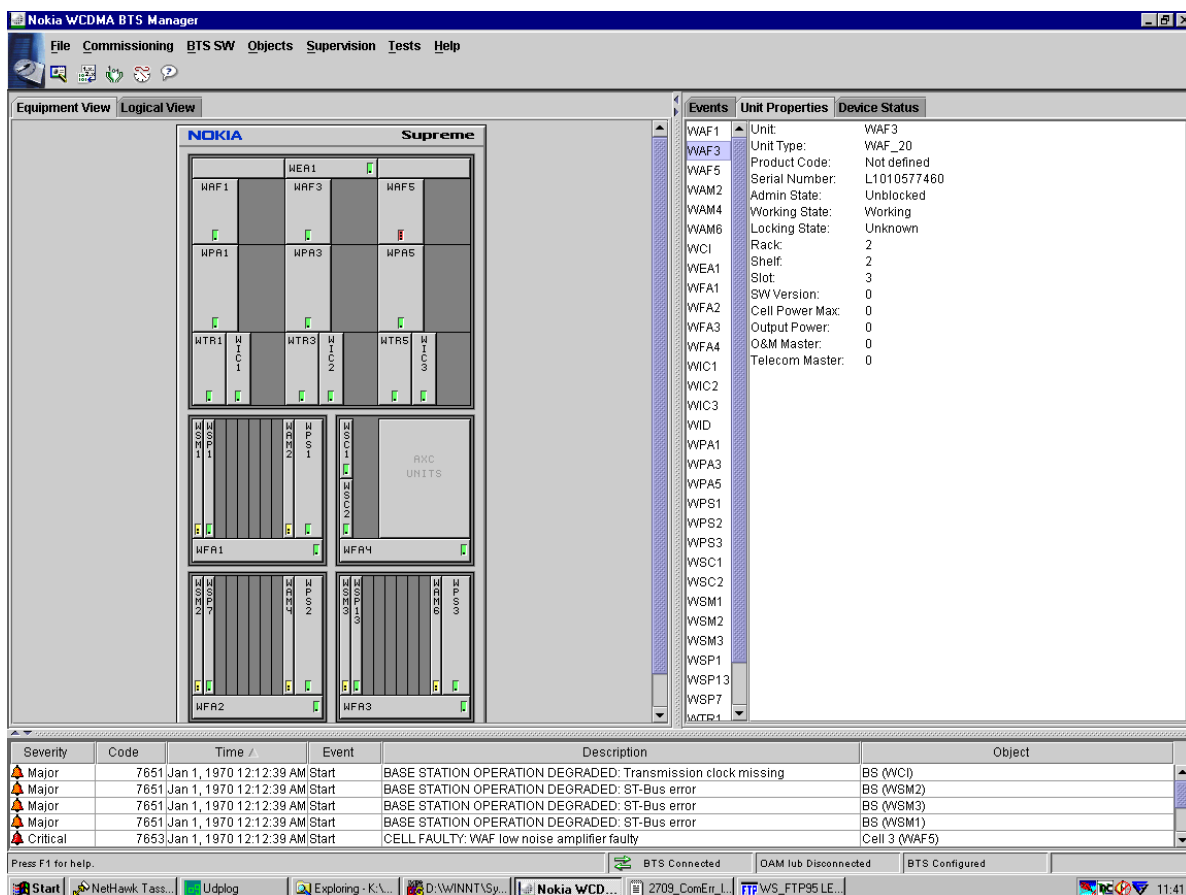 Nokia WCDMA BTS Manager
File Commissioning BTS SW Objects Supervision Tests Help
Equipment View Logical View
NOKIA Supreme
WEA1
WAF1 WAF3 WAF5
WPA1 WPA3 WPA5
WTR1 WIC1 WTR3 WIC2 WTR5 WIC3
WSM1 WSP1 WAM2 WPS1 WSC1
AXC
UNITS
WSC2
WFA1 WFA4
WSM2 WSP7 WAM4 WPS2 WSM3 WSP13 WAM6 WPS3
WFA2 WFA3
Events Unit Properties Device Status
WAF1
WAF3
WAF5
WAM2
WAM4
WAM6
WCI
WEA1
WFA1
WFA2
WFA3
WFA4
WIC1
WIC2
WIC3
WID
WPA1
WPA3
WPA5
WPS1
WPS2
WPS3
WSC1
WSC2
WSM1
WSM2
WSM3
WSP1
WSP13
WSP7
WTR1
Unit: WAF3
Unit Type: WAF_20
Product Code: Not defined
Serial Number: L1010577460
Admin State: Unblocked
Working State: Working
Locking State: Unknown
Rack: 2
Shelf: 2
Slot: 3
SW Version: 0
Cell Power Max: 0
Output Power: 0
O&M Master: 0
Telecom Master: 0
Severity Code Time Event Description Object
Major 7651 Jan 1, 1970 12:12:39 AM Start BASE STATION OPERATION DEGRADED: Transmission clock missing BS (WCI)
Major 7651 Jan 1, 1970 12:12:39 AM Start BASE STATION OPERATION DEGRADED: ST-Bus error BS (WSM2)
Major 7651 Jan 1, 1970 12:12:39 AM Start BASE STATION OPERATION DEGRADED: ST-Bus error BS (WSM3)
Major 7651 Jan 1, 1970 12:12:39 AM Start BASE STATION OPERATION DEGRADED: ST-Bus error BS (WSM1)
Critical 7653 Jan 1, 1970 12:12:39 AM Start CELL FAULTY: WAF low noise amplifier faulty Cell 3 (WAF5)
Press F1 for help. BTS Connected OAM Iub Disconnected BTS Configured
Start NetHawk Tass... Udplog Exploring - K:\... D:\WINNT\Sy... Nokia WCD... 2709_ComErr_I... FTP WS_FTP95 LE... 11:41